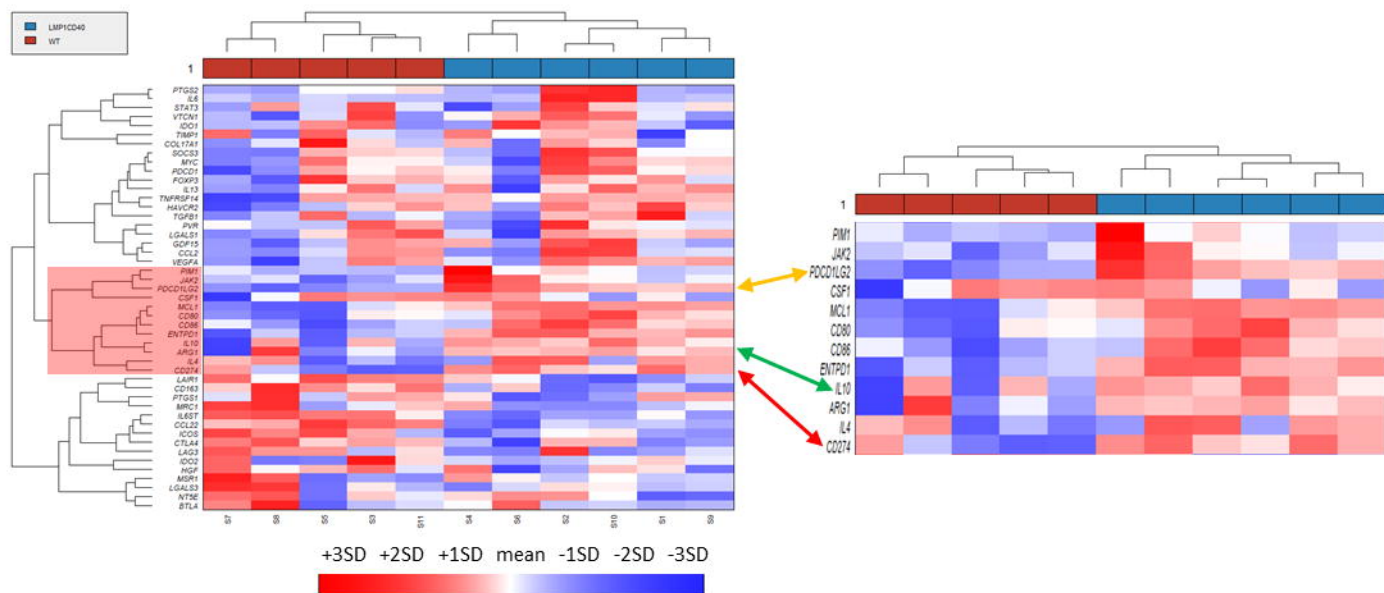 LMP1CD40
WT
1
PTGS2
IL6
STAT3
VTCN1
IDO1
TIMP1
COL17A1
SOCS3
MYC
PDCD1
FOXP3
IL13
TNFRSF14
HAVCR2
TGFB1
PVR
LGALS1
GDF15
CCL2
VEGFA
PIM1
JAK2
PDCD1LG2
CSF1
MCL1
CD80
CD86
ENTPD1
IL10
ARG1
IL4
CD274
LAIR1
CD163
PTGS1
MRC1
IL6ST
CCL22
ICOS
CTLA4
LAG3
IDO2
HGF
MSR1
LGALS3
NT5E
BTLA
S7 S8 S5 S3 S11 S4 S6 S2 S10 S1 S9
+3SD +2SD +1SD mean -1SD -2SD -3SD
1
PIM1
JAK2
PDCD1LG2
CSF1
MCL1
CD80
CD86
ENTPD1
IL10
ARG1
IL4
CD274